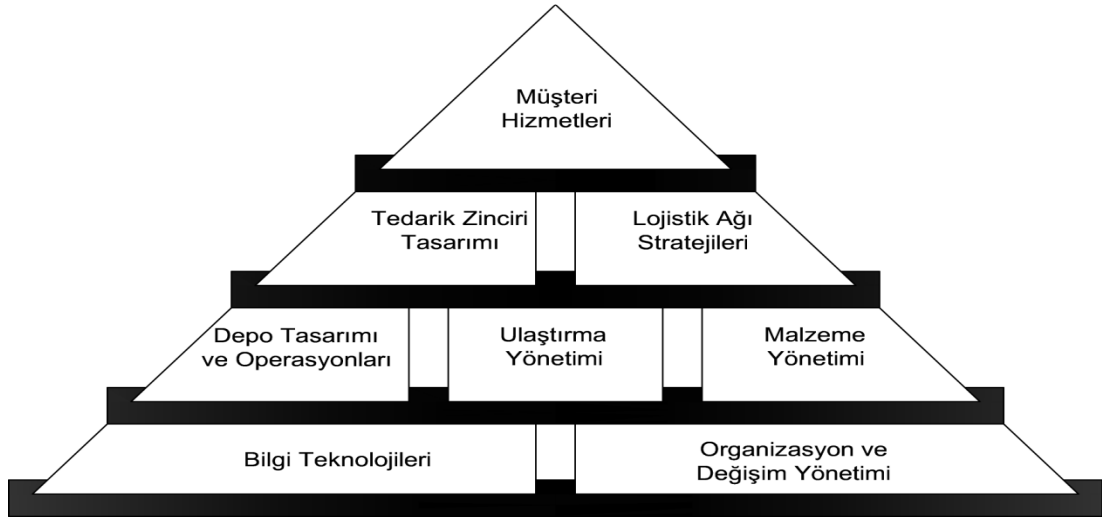 Müşteri
Hizmetleri
Tedarik Zinciri
Tasarımı
Lojistik Ağı
Stratejileri
Depo Tasarımı
ve Operasyonları
Ulaştırma
Yönetimi
Malzeme
Yönetimi
Bilgi Teknolojileri
Organizasyon ve
Değişim Yönetimi